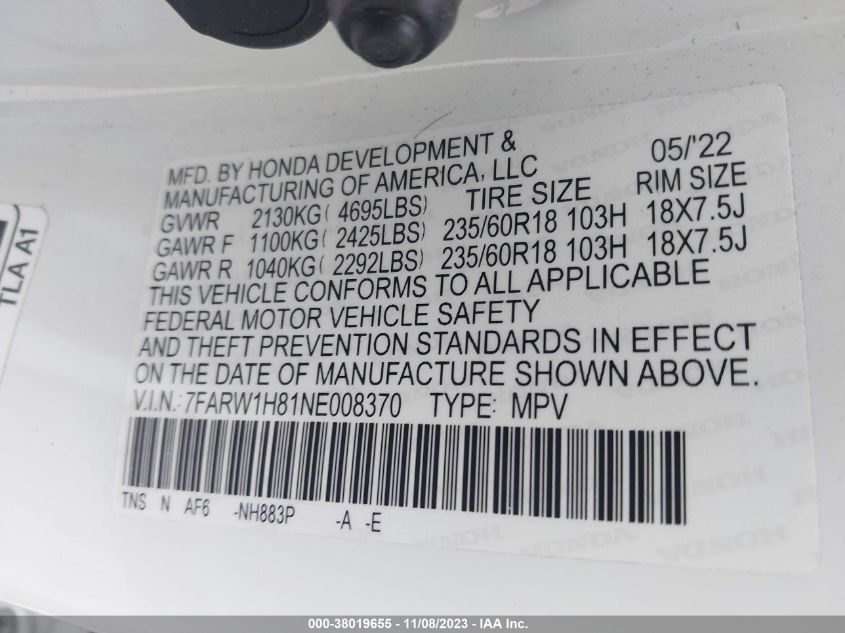 MFD. BY HONDA DEVELOPMENT & 05/'22
MANUFACTURING OF AMERICA, LLC TIRE SIZE RIM SIZE
GVWR 2130KG( 4695LBS)
GAWR F 1100KG( 2425LBS) 235/60R18 103H 18X7.5J
GAWR R 1040KG( 2292LBS) 235/60R18 103H 18X7.5J
THIS VEHICLE CONFORMS TO ALL APPLICABLE
FEDERAL MOTOR VEHICLE SAFETY
AND THEFT PREVENTION STANDARDS IN EFFECT
ON THE DATE OF MANUFACTURE SHOWN ABOVE.
V.I.N.: 7FARW1H81NE008370 TYPE: MPV
TNS N AF6 -NH883P -A -E
TLA A1
000-38019655 - 11/08/2023 - IAA Inc.